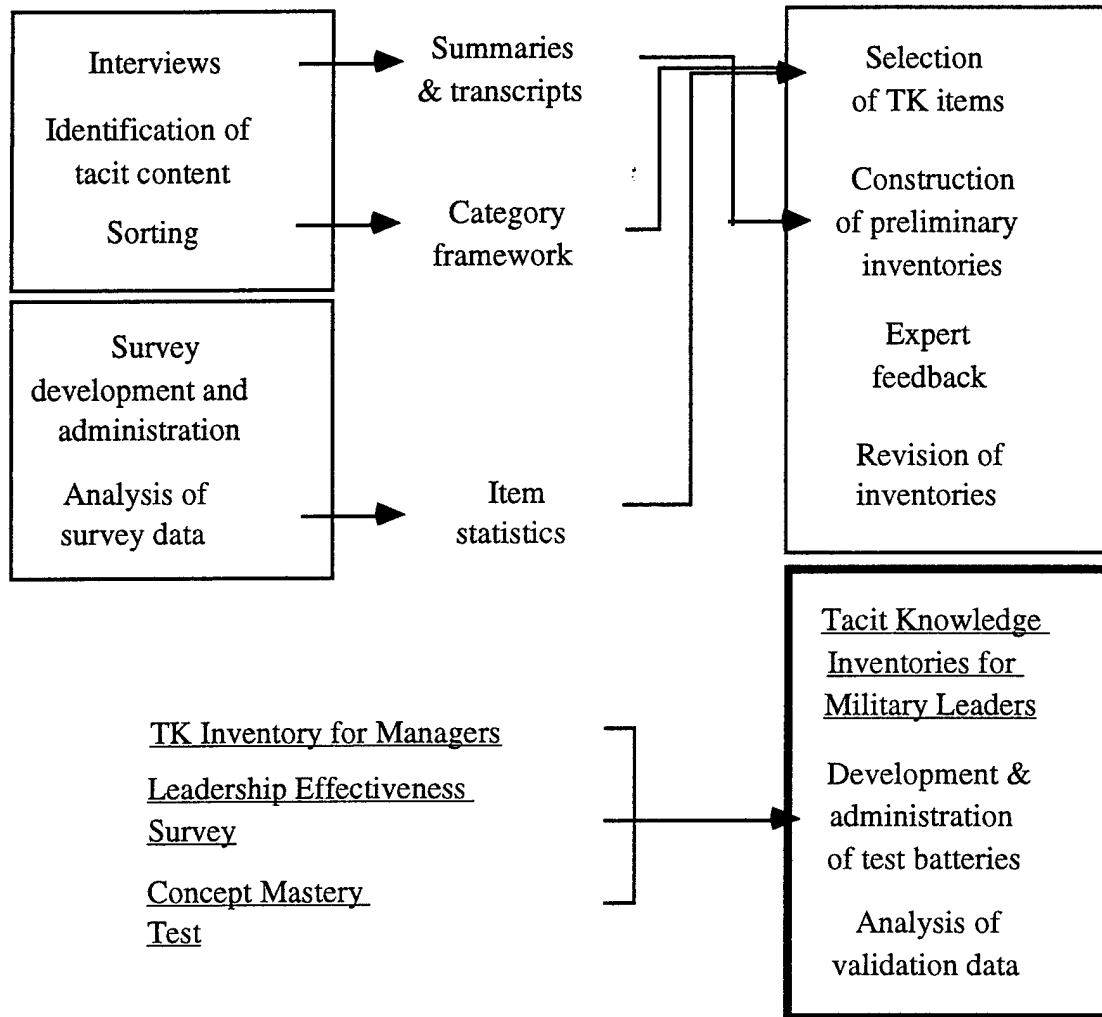 Interviews
Identification of
tacit content
Sorting
Summaries
& transcripts
Category
framework
Selection
of TK items
Construction
of preliminary
inventories
Expert
feedback
Revision of
inventories
Survey
development and
administration
Analysis of
survey data
Item
statistics
TK Inventory for Managers
Leadership Effectiveness
Survey
Concept Mastery
Test
Tacit Knowledge
Inventories for
Military Leaders
Development &
administration
of test batteries
Analysis of
validation data